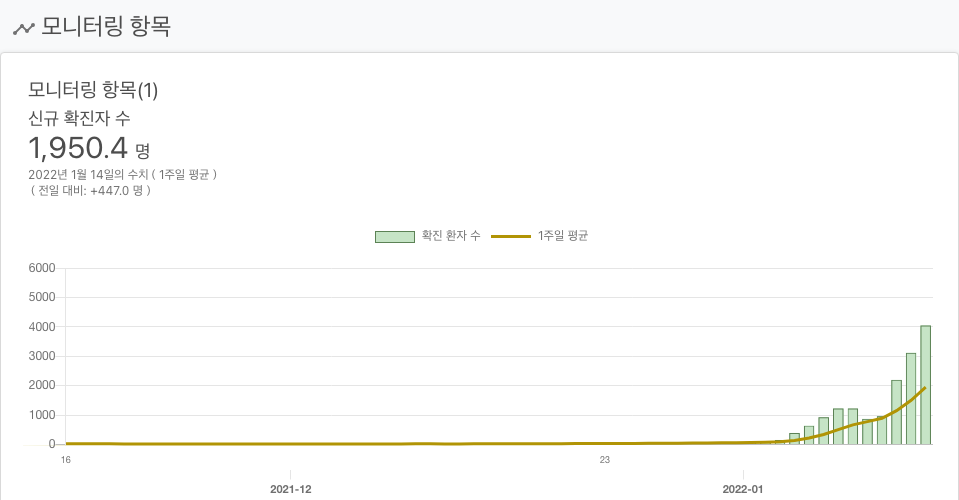 모니터링 항목
모니터링 항목(1)
신규 확진자 수
1,950.4 명
2022년 1월 14일의 수치 ( 1주일 평균 )
( 전일 대비: +447.0 명 )
확진 환자 수 1주일 평균
6000
5000
4000
3000
2000
1000
0
16 23
2021-12 2022-01